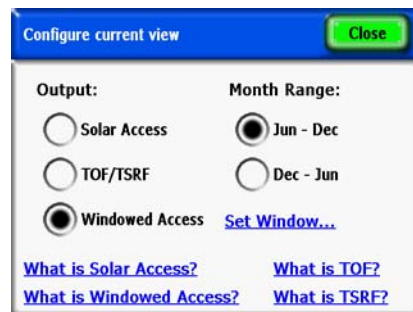 Configure current view Close
Output: Month Range:
Solar Access Jun - Dec
TOF/TSRF Dec - Jun
Windowed Access Set Window...
What is Solar Access? What is TOF?
What is Windowed Access? What is TSRF?